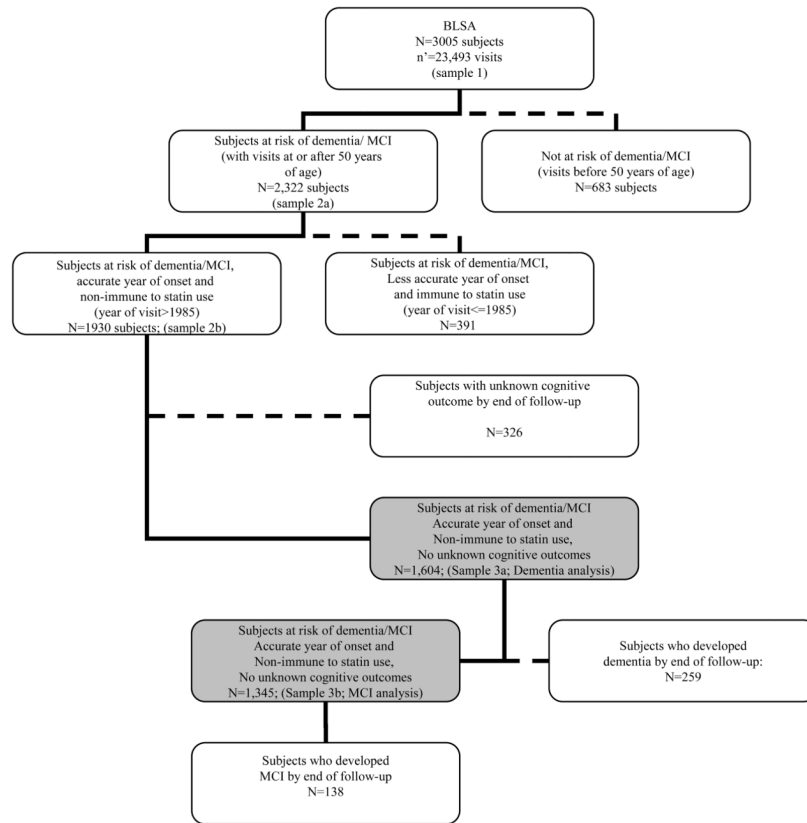 BLSA
N=3005 subjects
n’=23,493 visits
(sample 1)
Subjects at risk of dementia/ MCI
(with visits at or after 50 years
of age)
N=2,322 subjects
(sample 2a)
Not at risk of dementia/MCI
(visits before 50 years of age)
N=683 subjects
Subjects at risk of dementia/MCI,
accurate year of onset and
non-immune to statin use
(year of visit>1985)
N=1930 subjects; (sample 2b)
Subjects at risk of dementia/MCI,
Less accurate year of onset
and immune to statin use
(year of visit<=1985)
N=391
Subjects with unknown cognitive
outcome by end of follow-up
N=326
Subjects at risk of dementia/MCI
Accurate year of onset and
Non-immune to statin use,
No unknown cognitive outcomes
N=1,604; (Sample 3a; Dementia analysis)
Subjects at risk of dementia/MCI
Accurate year of onset and
Non-immune to statin use,
No unknown cognitive outcomes
N=1,345; (Sample 3b; MCI analysis)
Subjects who developed
dementia by end of follow-up:
N=259
Subjects who developed
MCI by end of follow-up
N=138